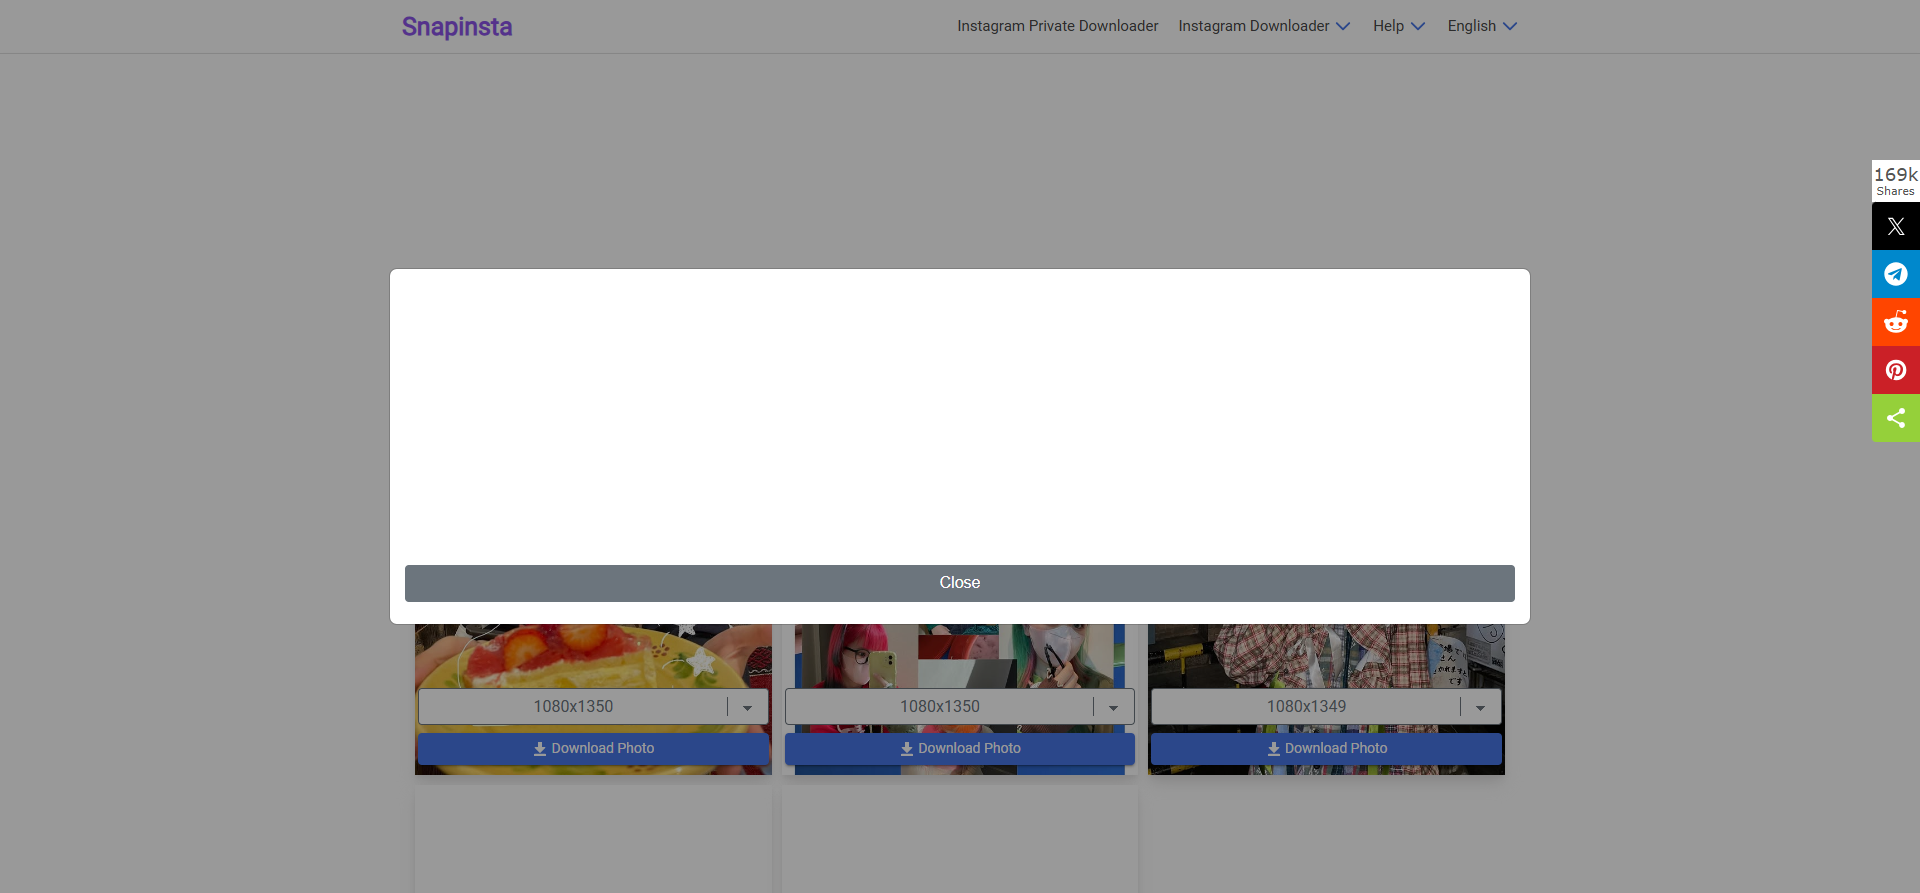 Snapinsta
Instagram Private Downloader
Instagram Downloader
Help
English
169k
Shares
Close
1080x1350
Download Photo
1080x1350
Download Photo
1080x1349
Download Photo